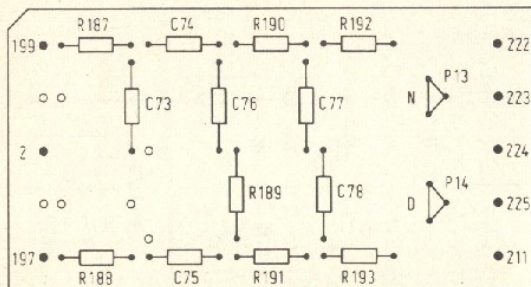 R187 C74 R190 R192
199 222
P13
C73 C76 C77 N 223
2 224
R189 C78 P14
D 225
197 211
R188 C75 R191 R193